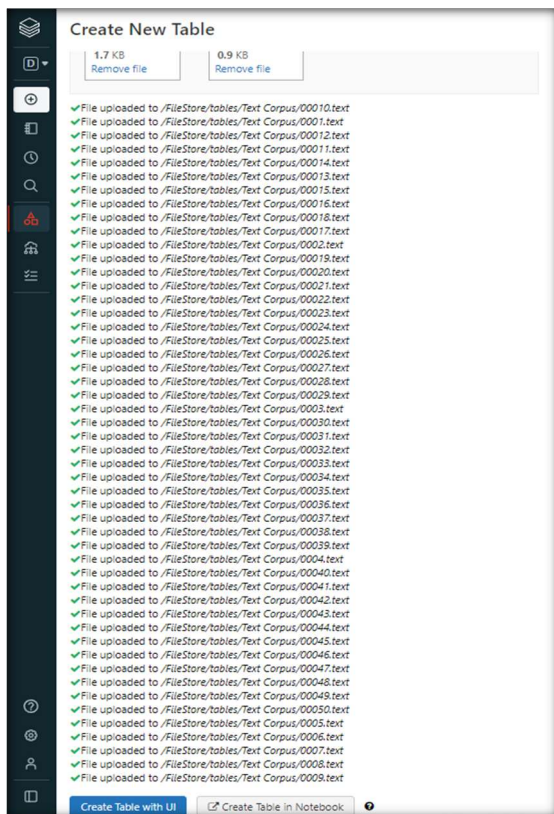 Create New Table
D
1.7 KB
Remove file
0.9 KB
Remove file
File uploaded to /FileStore/tables/Text Corpus/00010.text
File uploaded to /FileStore/tables/Text Corpus/0001.text
File uploaded to /FileStore/tables/Text Corpus/00012.text
File uploaded to /FileStore/tables/Text Corpus/00011.text
File uploaded to /FileStore/tables/Text Corpus/00014.text
File uploaded to /FileStore/tables/Text Corpus/00013.text
File uploaded to /FileStore/tables/Text Corpus/00015.text
File uploaded to /FileStore/tables/Text Corpus/00016.text
File uploaded to /FileStore/tables/Text Corpus/00018.text
File uploaded to /FileStore/tables/Text Corpus/00017.text
File uploaded to /FileStore/tables/Text Corpus/0002.text
File uploaded to /FileStore/tables/Text Corpus/00019.text
File uploaded to /FileStore/tables/Text Corpus/00020.text
File uploaded to /FileStore/tables/Text Corpus/00021.text
File uploaded to /FileStore/tables/Text Corpus/00022.text
File uploaded to /FileStore/tables/Text Corpus/00023.text
File uploaded to /FileStore/tables/Text Corpus/00024.text
File uploaded to /FileStore/tables/Text Corpus/00025.text
File uploaded to /FileStore/tables/Text Corpus/00026.text
File uploaded to /FileStore/tables/Text Corpus/00027.text
File uploaded to /FileStore/tables/Text Corpus/00028.text
File uploaded to /FileStore/tables/Text Corpus/00029.text
File uploaded to /FileStore/tables/Text Corpus/0003.text
File uploaded to /FileStore/tables/Text Corpus/00030.text
File uploaded to /FileStore/tables/Text Corpus/00031.text
File uploaded to /FileStore/tables/Text Corpus/00032.text
File uploaded to /FileStore/tables/Text Corpus/00033.text
File uploaded to /FileStore/tables/Text Corpus/00034.text
File uploaded to /FileStore/tables/Text Corpus/00035.text
File uploaded to /FileStore/tables/Text Corpus/00036.text
File uploaded to /FileStore/tables/Text Corpus/00037.text
File uploaded to /FileStore/tables/Text Corpus/00038.text
File uploaded to /FileStore/tables/Text Corpus/00039.text
File uploaded to /FileStore/tables/Text Corpus/0004.text
File uploaded to /FileStore/tables/Text Corpus/00040.text
File uploaded to /FileStore/tables/Text Corpus/00041.text
File uploaded to /FileStore/tables/Text Corpus/00042.text
File uploaded to /FileStore/tables/Text Corpus/00043.text
File uploaded to /FileStore/tables/Text Corpus/00044.text
File uploaded to /FileStore/tables/Text Corpus/00045.text
File uploaded to /FileStore/tables/Text Corpus/00046.text
File uploaded to /FileStore/tables/Text Corpus/00047.text
File uploaded to /FileStore/tables/Text Corpus/00048.text
File uploaded to /FileStore/tables/Text Corpus/00049.text
File uploaded to /FileStore/tables/Text Corpus/00050.text
File uploaded to /FileStore/tables/Text Corpus/0005.text
File uploaded to /FileStore/tables/Text Corpus/0006.text
File uploaded to /FileStore/tables/Text Corpus/0007.text
File uploaded to /FileStore/tables/Text Corpus/0008.text
File uploaded to /FileStore/tables/Text Corpus/0009.text
Create Table with UI
Create Table in Notebook